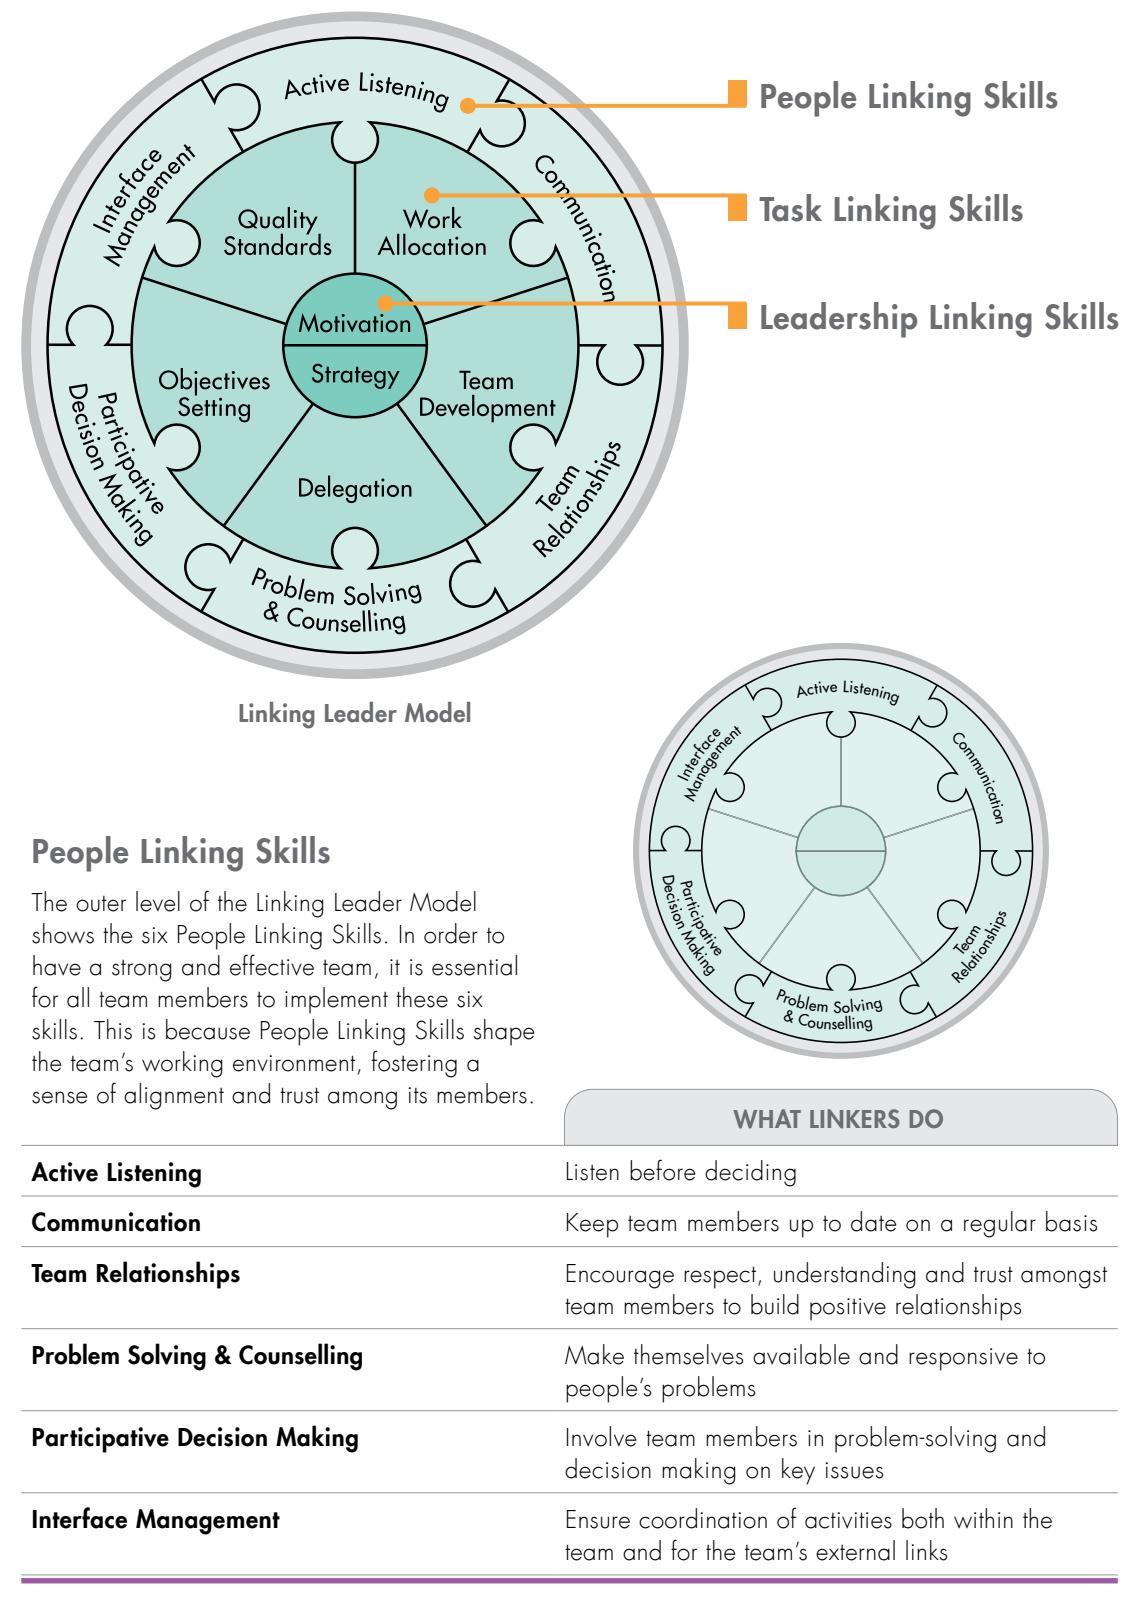 Active Listening
Communication
Team
Relationships
Problem Solving
& Counselling
Participative
Decision Making
Interface
Management
Quality
Standards
Work
Allocation
Objectives
Setting
Team
Development
Delegation
Motivation
Strategy
People Linking Skills
Task Linking Skills
Leadership Linking Skills
Linking Leader Model
Active Listening
Communication
Team
Relationships
Problem Solving
& Counselling
Participative
Decision Making
Interface
Management
People Linking Skills
The outer level of the Linking Leader Model
shows the six People Linking Skills. In order to
have a strong and effective team, it is essential
for all team members to implement these six
skills. This is because People Linking Skills shape
the team’s working environment, fostering a
sense of alignment and trust among its members.
WHAT LINKERS DO
Active Listening
Listen before deciding
Communication
Keep team members up to date on a regular basis
Team Relationships
Encourage respect, understanding and trust amongst
team members to build positive relationships
Problem Solving & Counselling
Make themselves available and responsive to
people’s problems
Participative Decision Making
Involve team members in problem-solving and
decision making on key issues
Interface Management
Ensure coordination of activities both within the
team and for the team’s external links